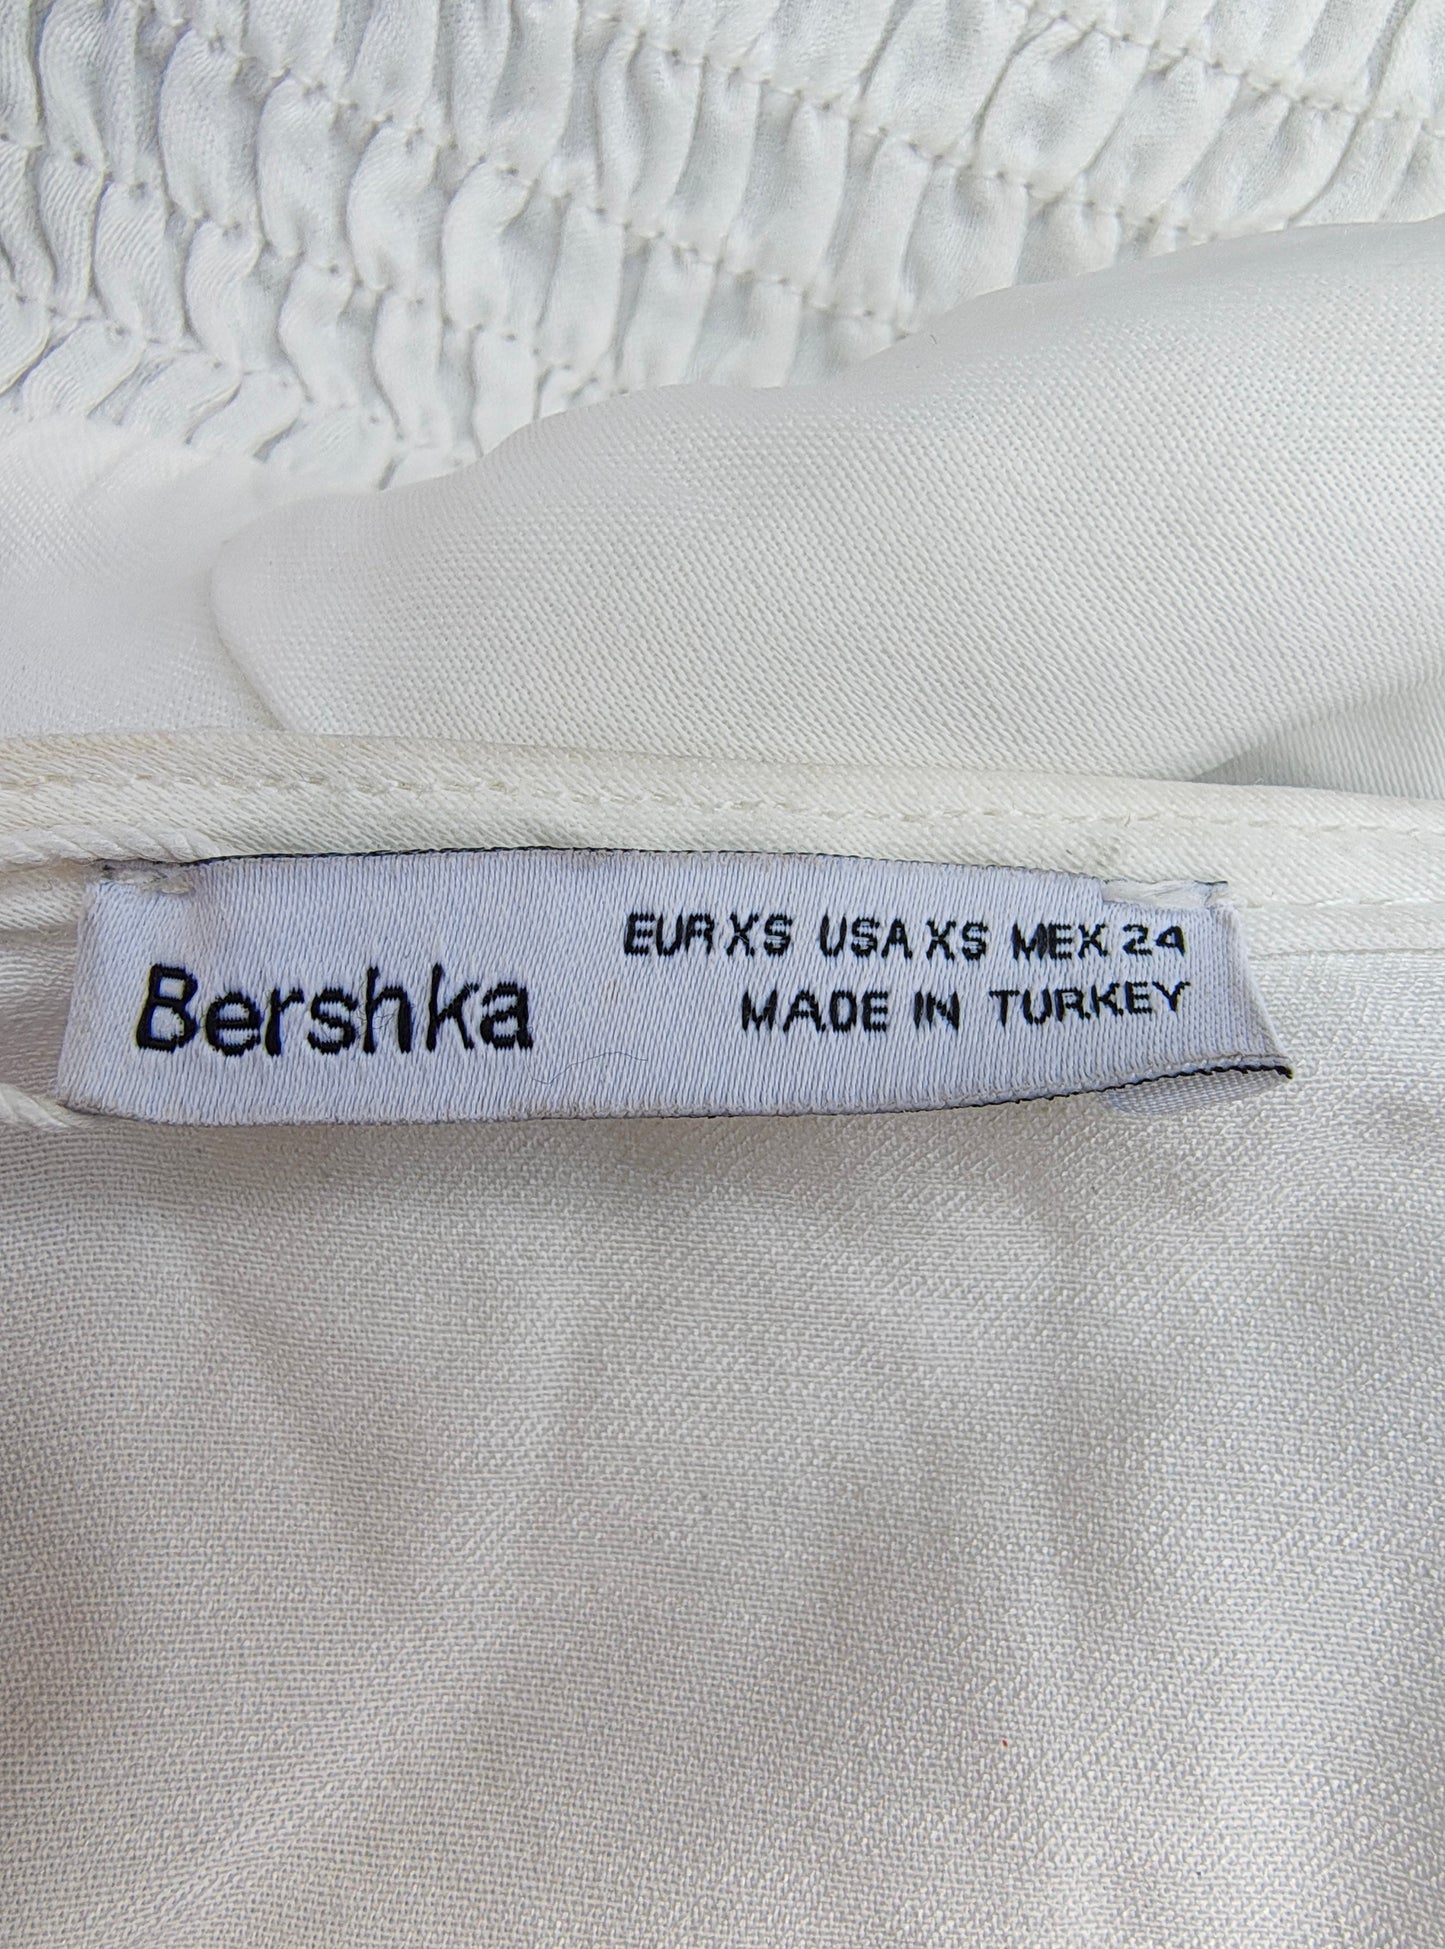 EUR XS USA XS MEX 24
Bershka
MADE IN TURKEY